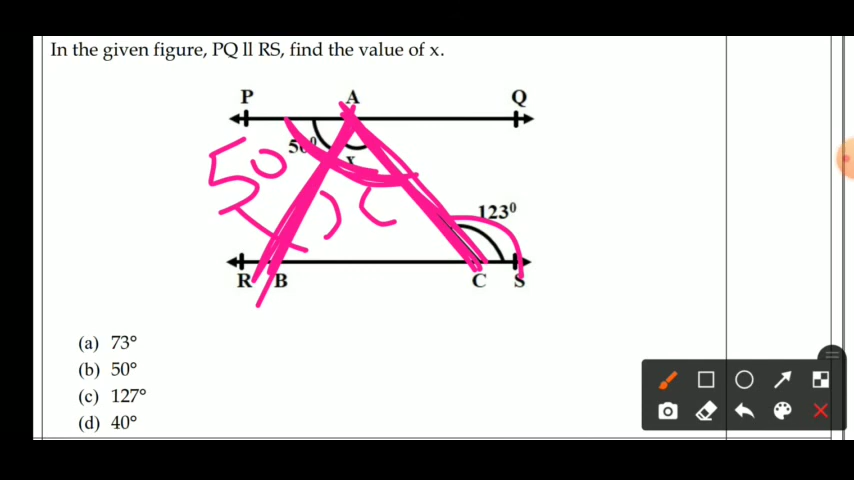 In the given figure, PQ ll RS, find the value of x.
P A Q
50⁰
x
50
123⁰
R B C S
(a) 73°
(b) 50°
(c) 127°
(d) 40°